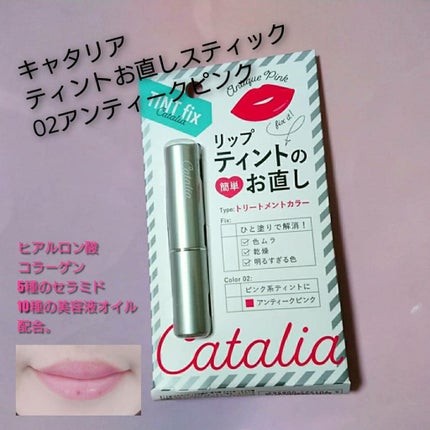 キャタリア
ティントお直しスティック
02アンティークピンク
TINT fix
Catalia
Antique Pink
fix it!
リップ
ティントの
簡単
お直し
Type:トリートメントカラー
Fix:
ひと塗りで解消!
色ムラ
乾燥
明るすぎる色
Color 02:
ピンク系ティントに
アンティークピンク
Catalia
Catalia
ヒアルロン酸
コラーゲン
5種のセラミド
10種の美容液オイル
配合。